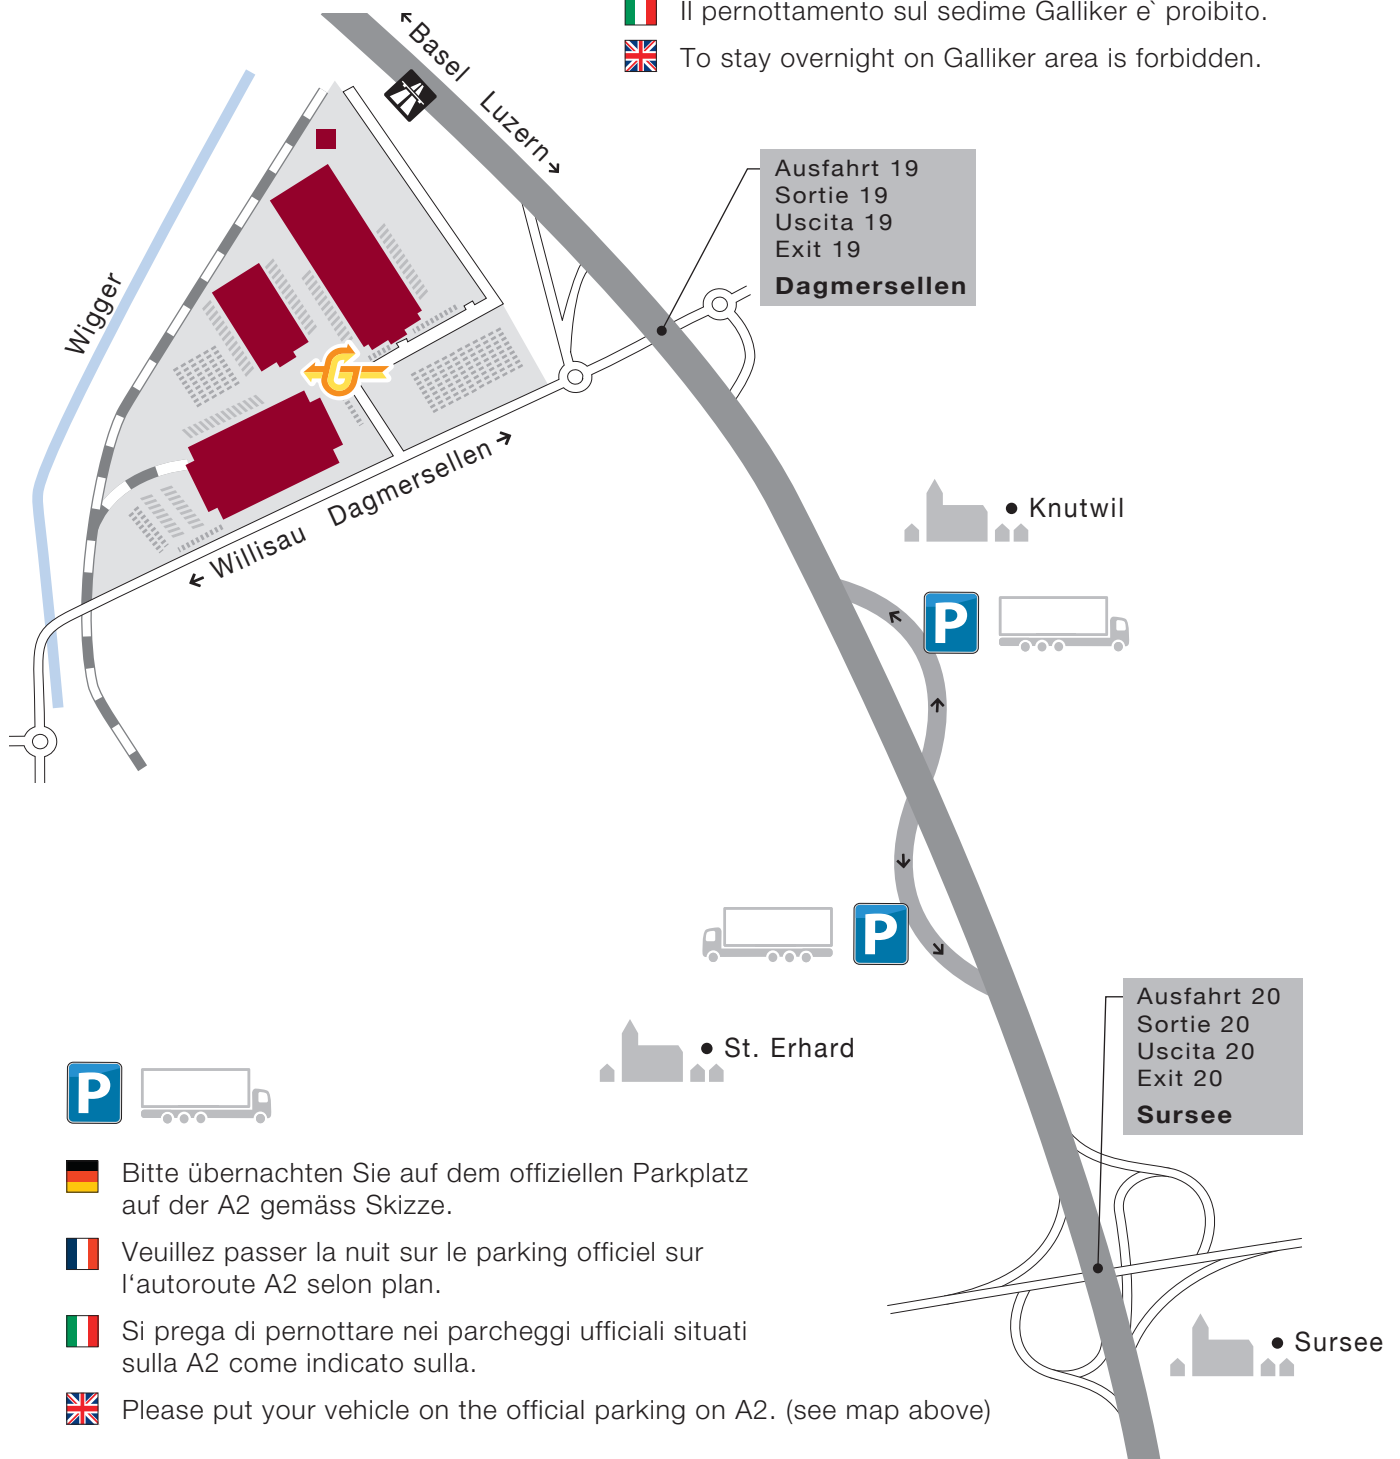 Il pernottamento sul sedime Galliker e` proibito.
To stay overnight on Galliker area is forbidden.
← Basel
Luzern →
Ausfahrt 19
Sortie 19
Uscita 19
Exit 19
Dagmersellen
Wigger
G
← Willisau
Dagmersellen →
Knutwil
P
P
Ausfahrt 20
Sortie 20
Uscita 20
Exit 20
Sursee
St. Erhard
P
Bitte übernachten Sie auf dem offiziellen Parkplatz
auf der A2 gemäss Skizze.
Veuillez passer la nuit sur le parking officiel sur
l‘autoroute A2 selon plan.
Si prega di pernottare nei parcheggi ufficiali situati
sulla A2 come indicato sulla.
Sursee
Please put your vehicle on the official parking on A2. (see map above)